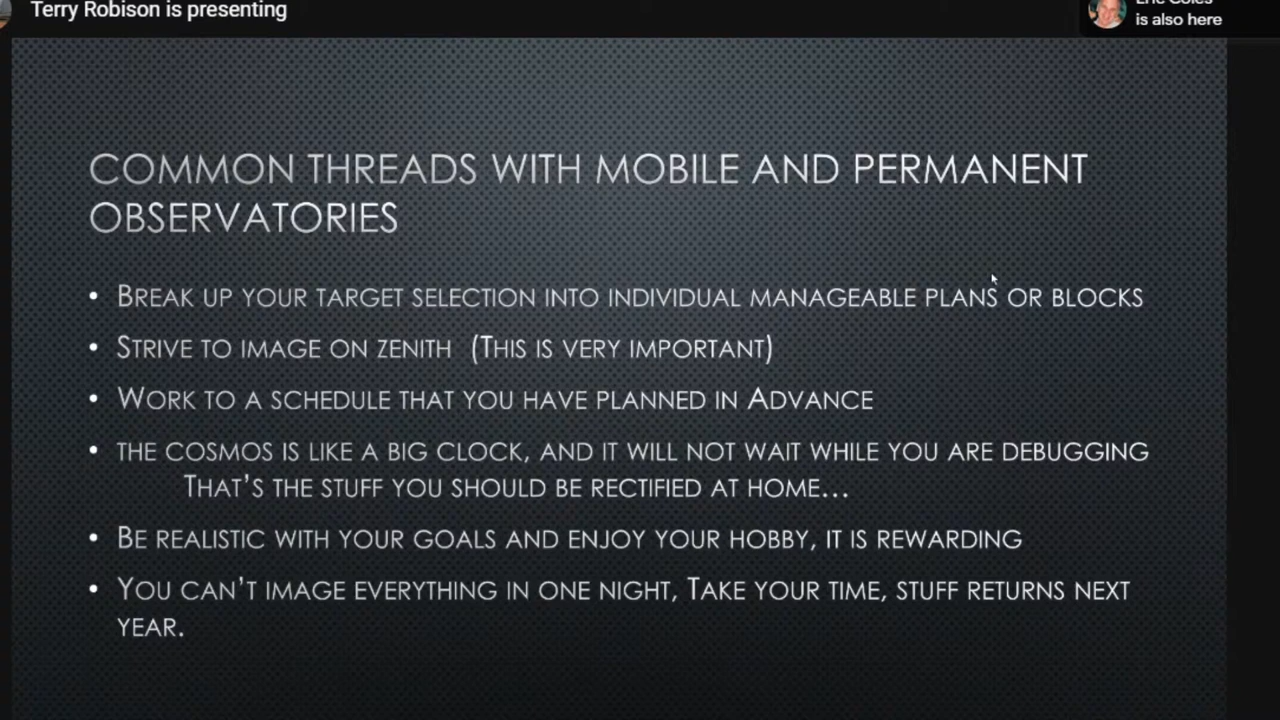 Terry Robison is presenting
Eric Coles
is also here
COMMON THREADS WITH MOBILE AND PERMANENT
OBSERVATORIES
• BREAK UP YOUR TARGET SELECTION INTO INDIVIDUAL MANAGEABLE PLANS OR BLOCKS
• STRIVE TO IMAGE ON ZENITH (THIS IS VERY IMPORTANT)
• WORK TO A SCHEDULE THAT YOU HAVE PLANNED IN ADVANCE
• THE COSMOS IS LIKE A BIG CLOCK, AND IT WILL NOT WAIT WHILE YOU ARE DEBUGGING
THAT'S THE STUFF YOU SHOULD BE RECTIFIED AT HOME…
• BE REALISTIC WITH YOUR GOALS AND ENJOY YOUR HOBBY, IT IS REWARDING
• YOU CAN'T IMAGE EVERYTHING IN ONE NIGHT, TAKE YOUR TIME, STUFF RETURNS NEXT
YEAR.